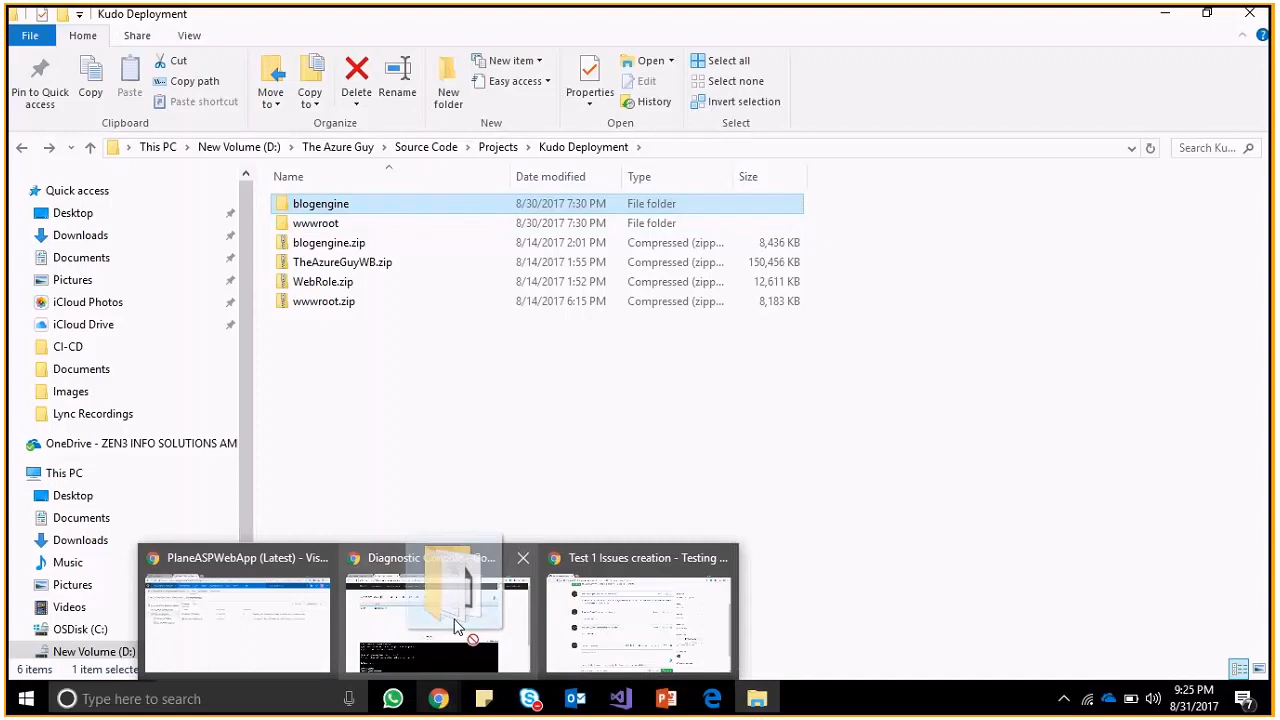 Kudo Deployment
File Home Share View
Pin to Quick access
Copy
Paste
Cut
Copy path
Paste shortcut
Clipboard
Move to
Copy to
Delete
Rename
Organize
New folder
New item
Easy access
New
Properties
Open
Edit
History
Open
Select all
Select none
Invert selection
Select
This PC New Volume (D:) The Azure Guy Source Code Projects Kudo Deployment
Search Ku...
Name Date modified Type Size
blogengine 8/30/2017 7:30 PM File folder
wwwroot 8/30/2017 7:30 PM File folder
blogengine.zip 8/14/2017 2:01 PM Compressed (zipp... 8,436 KB
TheAzureGuyWB.zip 8/14/2017 1:55 PM Compressed (zipp... 150,456 KB
WebRole.zip 8/14/2017 1:52 PM Compressed (zipp... 12,611 KB
wwwroot.zip 8/14/2017 6:15 PM Compressed (zipp... 8,183 KB
Quick access
Desktop
Downloads
Documents
Pictures
iCloud Photos
iCloud Drive
CI-CD
Documents
Images
Lync Recordings
OneDrive - ZEN3 INFO SOLUTIONS AM
This PC
Desktop
Documents
Downloads
Music
Pictures
Videos
OSDisk (C:)
New Volume
6 items
PlaneASPWebApp (Latest) - Vis...
Diagnostic
Test 1 Issues creation - Testing ...
Type here to search
9:25 PM
8/31/2017
7